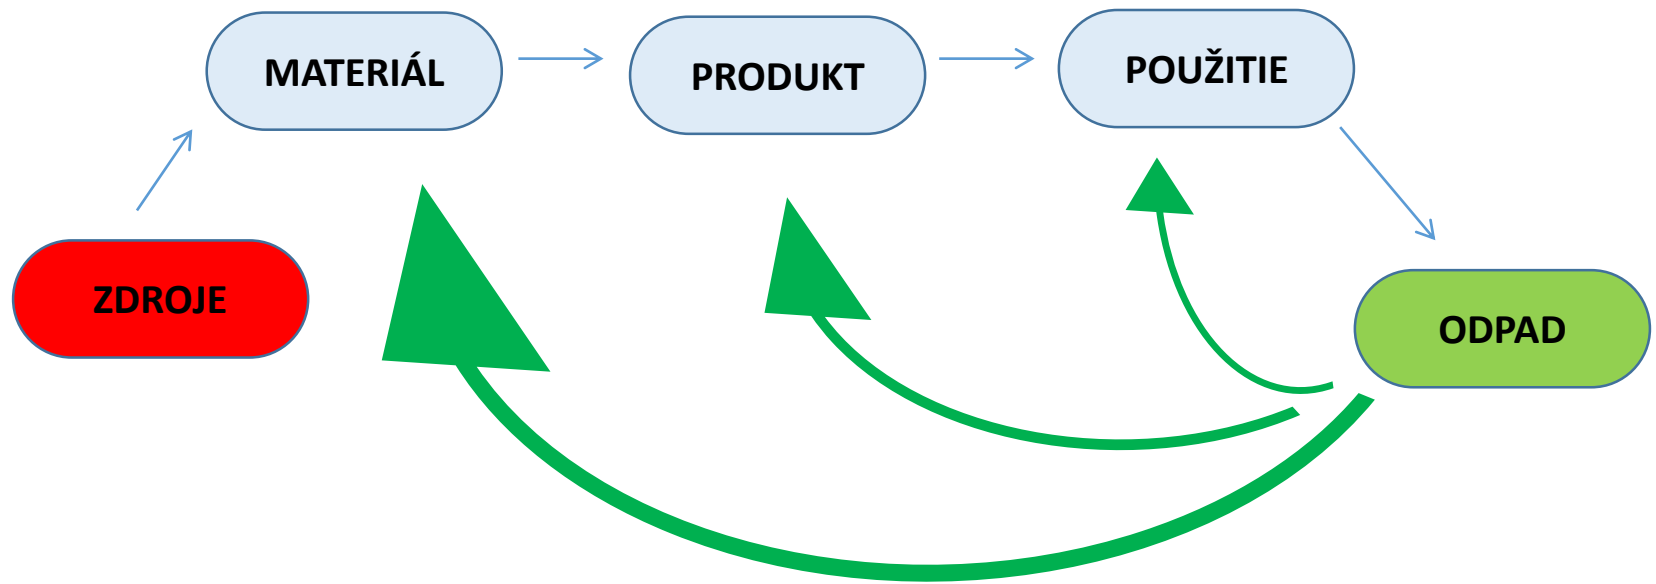 MATERIÁL
PRODUKT
POUŽITIE
ZDROJE
ODPAD